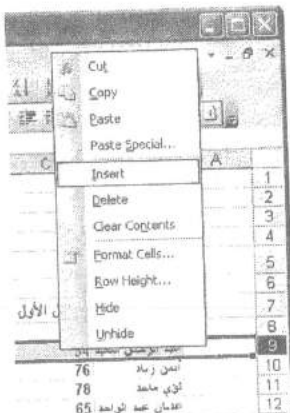 Cut
Copy
Paste
Paste Special...
Insert
Delete
Clear Contents
Format Cells...
Row Height...
Hide
Unhide
C
A
1
2
3
4
5
6
7
8
9
10
11
12
الأول
أيمن زياد 76
لؤي ماجد 78
عدنان عبد الواحد 65